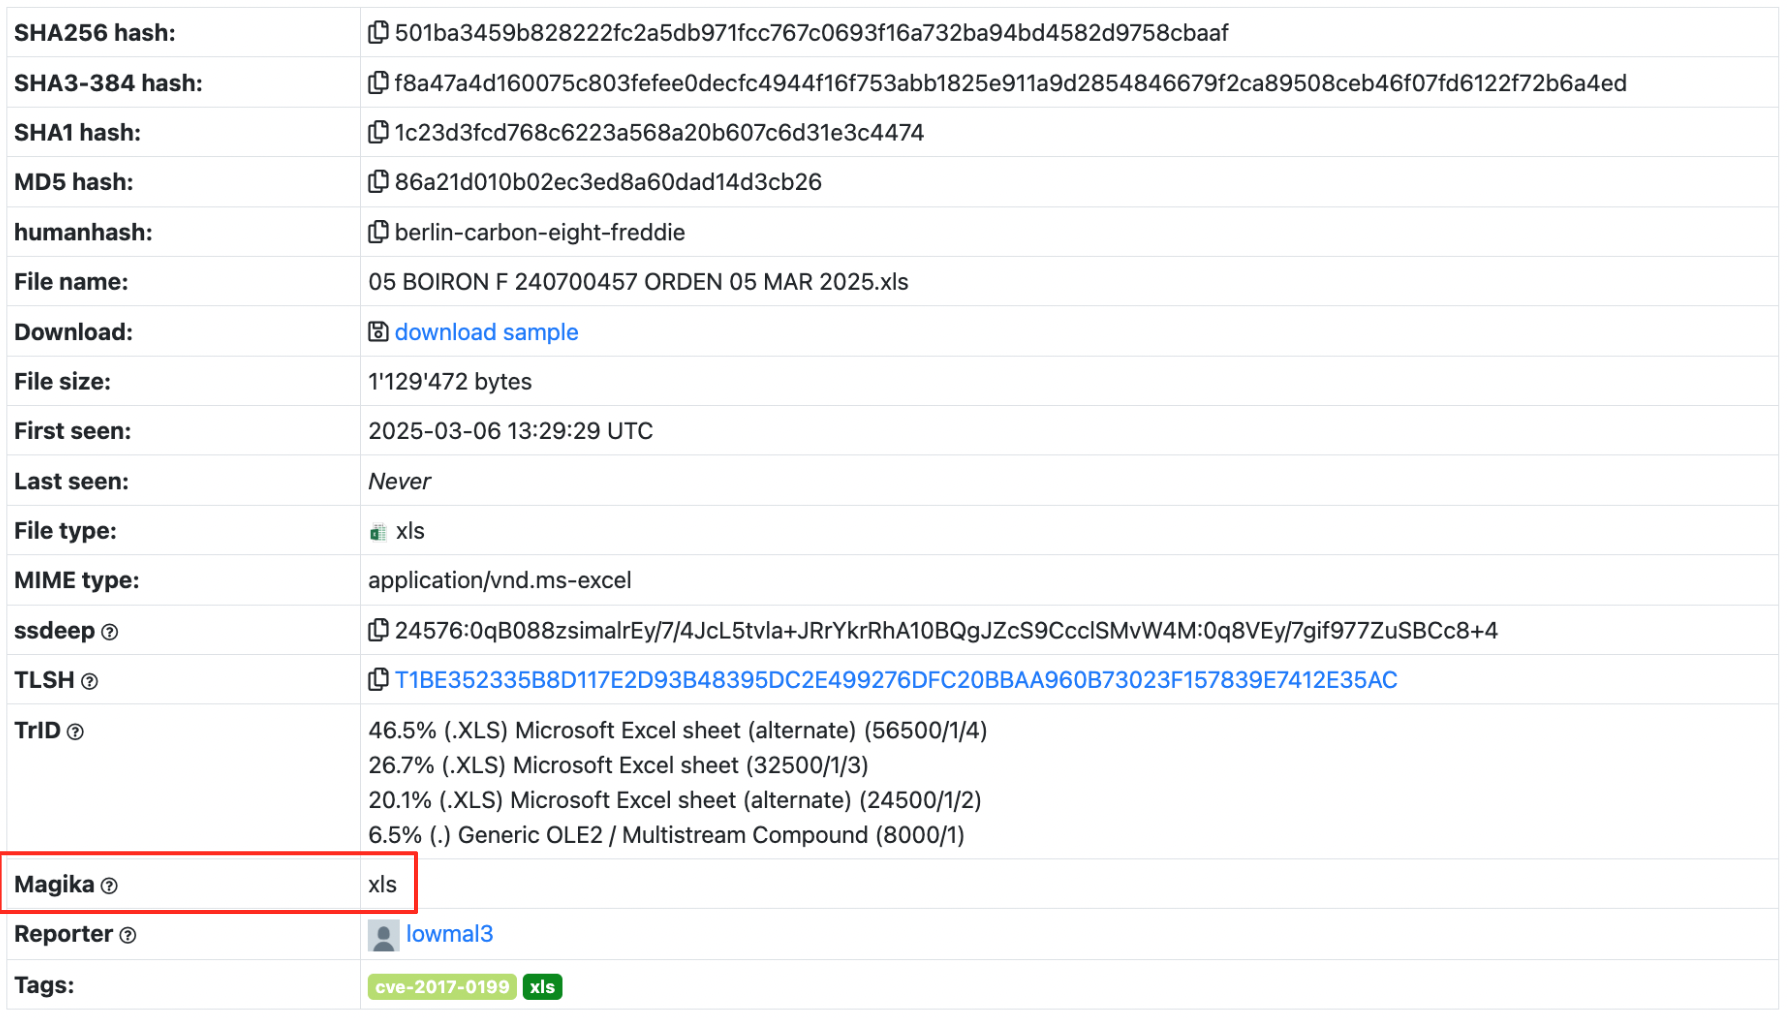 SHA256 hash: 501ba3459b828222fc2a5db971fcc767c0693f16a732ba94bd4582d9758cbaaf
SHA3-384 hash: f8a47a4d160075c803fefee0decfc4944f16f753abb1825e911a9d2854846679f2ca89508ceb46f07fd6122f72b6a4ed
SHA1 hash: 1c23d3fcd768c6223a568a20b607c6d31e3c4474
MD5 hash: 86a21d010b02ec3ed8a60dad14d3cb26
humanhash: berlin-carbon-eight-freddie
File name: 05 BOIRON F 240700457 ORDEN 05 MAR 2025.xls
Download: download sample
File size: 1'129'472 bytes
First seen: 2025-03-06 13:29:29 UTC
Last seen: Never
File type: xls
MIME type: application/vnd.ms-excel
ssdeep 24576:0qB088zsimalrEy/7/4JcL5tvla+JRrYkrRhA10BQgJZcS9CcclSMvW4M:0q8VEy/7gif977ZuSBCc8+4
TLSH T1BE352335B8D117E2D93B48395DC2E499276DFC20BBAA960B73023F157839E7412E35AC
TrID 46.5% (.XLS) Microsoft Excel sheet (alternate) (56500/1/4)
26.7% (.XLS) Microsoft Excel sheet (32500/1/3)
20.1% (.XLS) Microsoft Excel sheet (alternate) (24500/1/2)
6.5% (.) Generic OLE2 / Multistream Compound (8000/1)
Magika xls
Reporter lowmal3
Tags: cve-2017-0199 xls